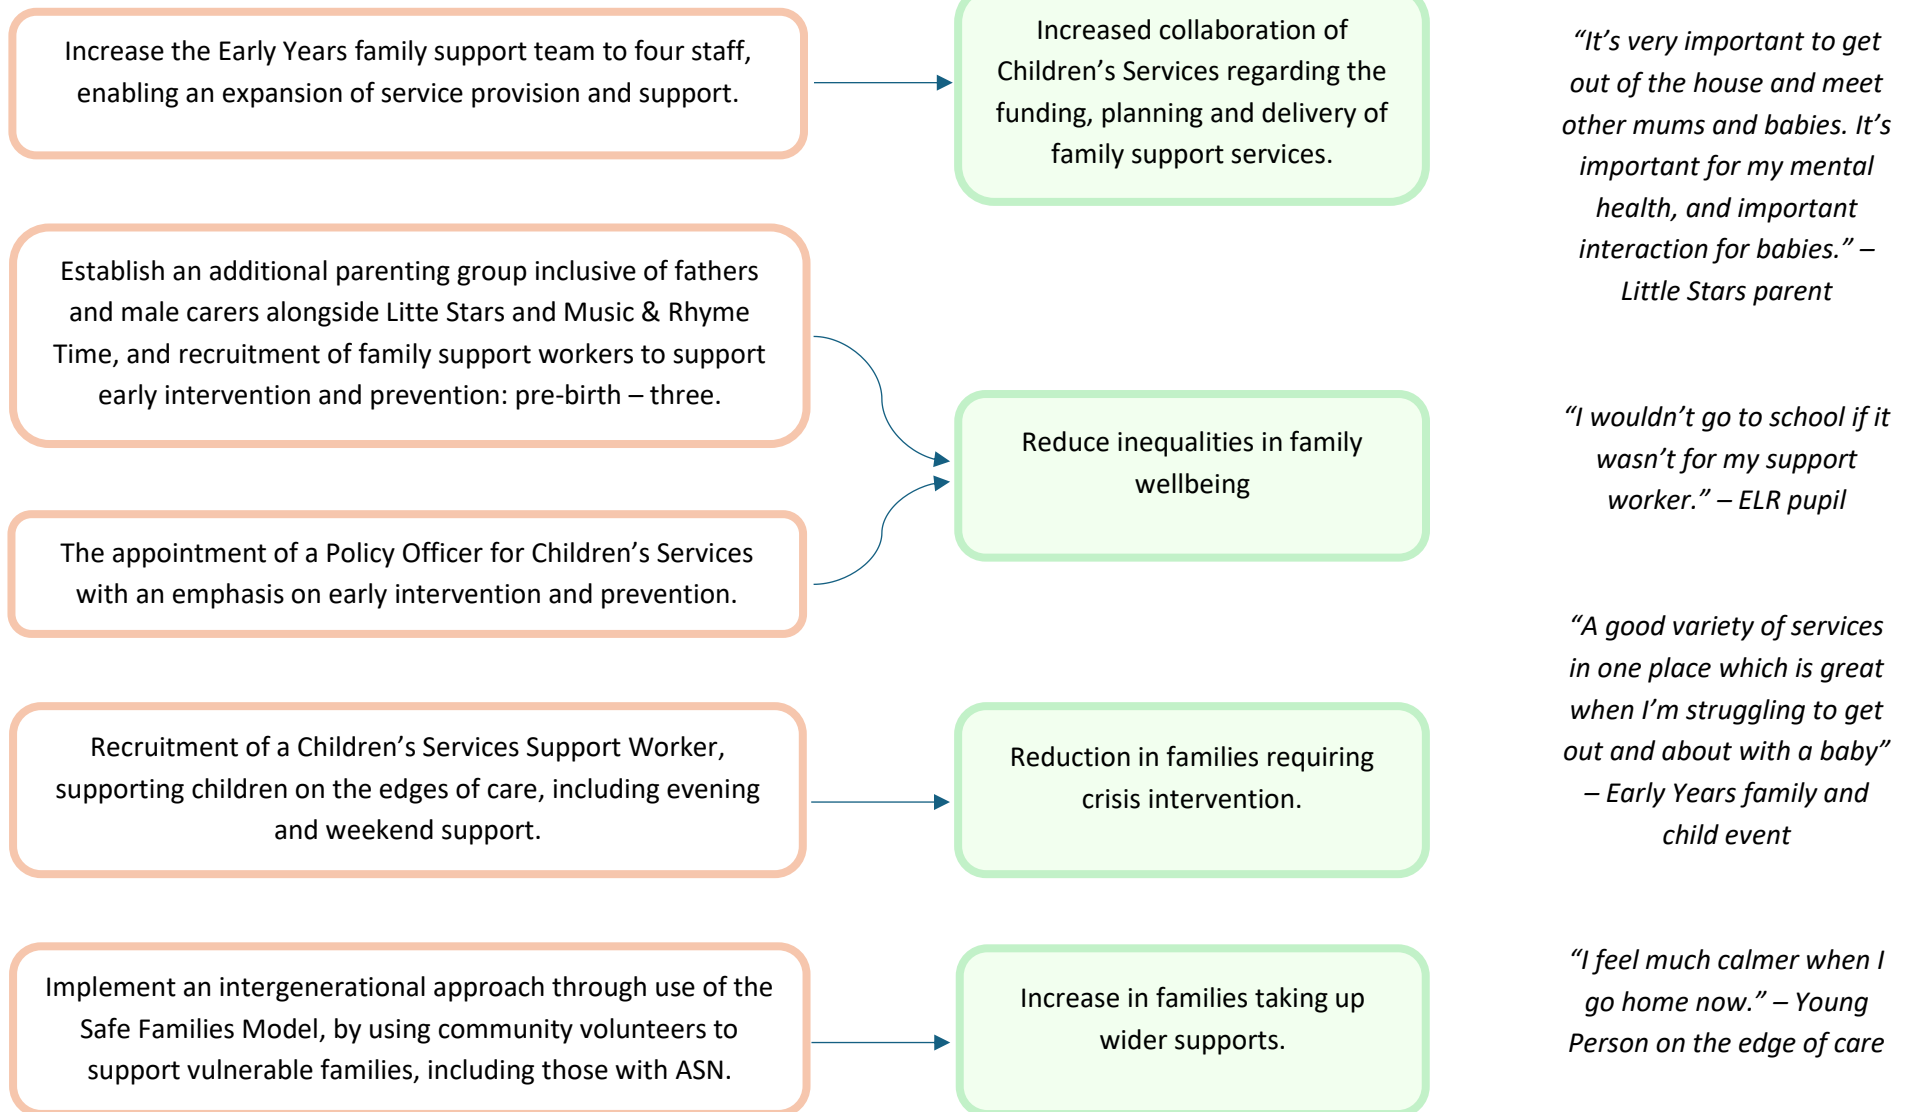 Increase the Early Years family support team to four staff,
enabling an expansion of service provision and support.
Increased collaboration of
Children’s Services regarding the
funding, planning and delivery of
family support services.
Establish an additional parenting group inclusive of fathers
and male carers alongside Litte Stars and Music & Rhyme
Time, and recruitment of family support workers to support
early intervention and prevention: pre-birth – three.
The appointment of a Policy Officer for Children’s Services
with an emphasis on early intervention and prevention.
Reduce inequalities in family
wellbeing
Recruitment of a Children’s Services Support Worker,
supporting children on the edges of care, including evening
and weekend support.
Reduction in families requiring
crisis intervention.
Implement an intergenerational approach through use of the
Safe Families Model, by using community volunteers to
support vulnerable families, including those with ASN.
Increase in families taking up
wider supports.
“It’s very important to get
out of the house and meet
other mums and babies. It’s
important for my mental
health, and important
interaction for babies.” –
Little Stars parent
“I wouldn’t go to school if it
wasn’t for my support
worker.” – ELR pupil
“A good variety of services
in one place which is great
when I’m struggling to get
out and about with a baby”
– Early Years family and
child event
“I feel much calmer when I
go home now.” – Young
Person on the edge of care